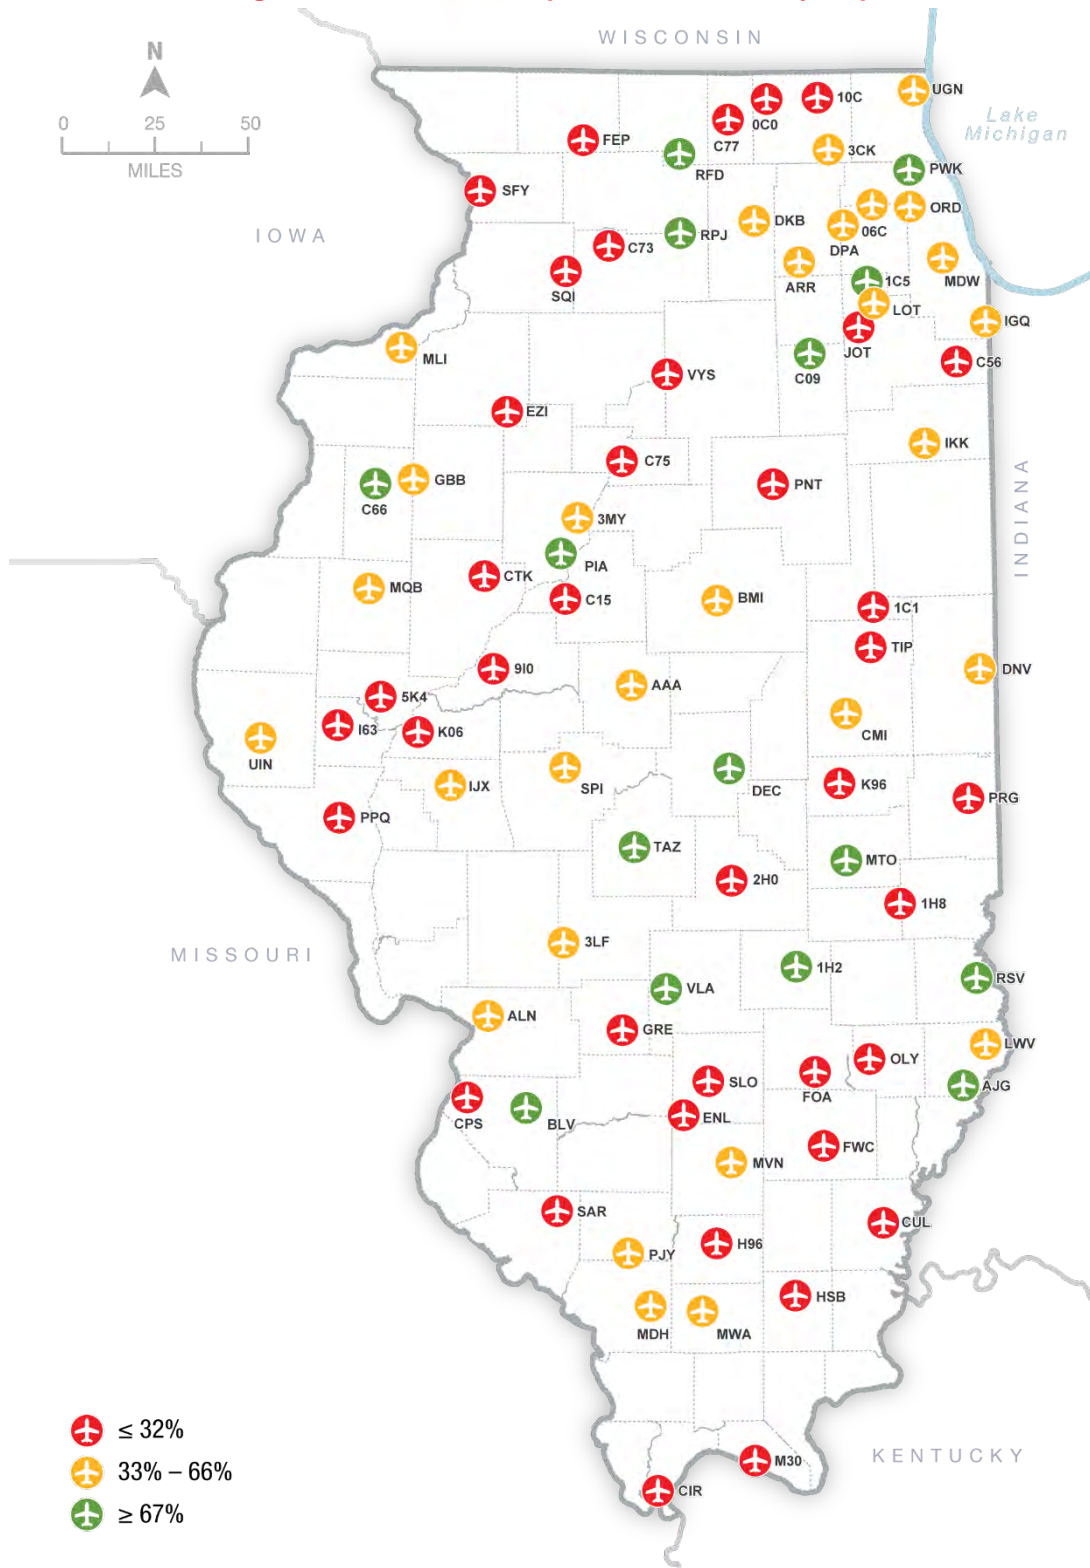 WISCONSIN
N
0 25 50
MILES
Lake
Michigan
UGN
10C
0C0
C77
FEP
3CK
RFD
PWK
SFY
ORD
DKB
06C
RPJ
IOWA
C73
DPA
MDW
ARR
1C5
SQI
LOT
IGQ
JOT
MLI
C09
C56
VYS
EZI
IKK
C75
GBB
PNT
C66
INDIANA
3MY
PIA
CTK
MQB
BMI
C15
1C1
TIP
9I0
DNV
AAA
5K4
I63
K06
CMI
UIN
IJX
SPI
DEC
K96
PRG
PPQ
TAZ
MTO
2H0
1H8
3LF
MISSOURI
1H2
RSV
VLA
ALN
GRE
LWV
OLY
SLO
FOA
AJG
CPS
BLV
ENL
FWC
MVN
SAR
CUL
H96
PJY
HSB
MDH
MWA
≤ 32%
33% – 66%
≥ 67%
KENTUCKY
M30
CIR